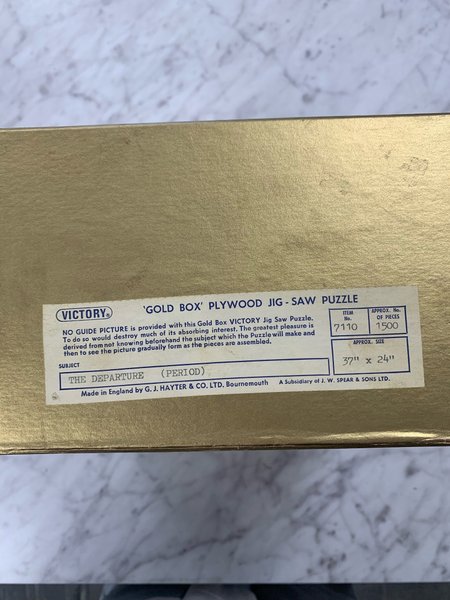 VICTORY®
'GOLD BOX' PLYWOOD JIG - SAW PUZZLE
NO GUIDE PICTURE is provided with this Gold Box VICTORY Jig Saw Puzzle.
To do so would destroy much of its absorbing interest. The greatest pleasure is
derived from not knowing beforehand the subject which the Puzzle will make and
then to see the picture gradually form as the pieces are assembled.
ITEM No.
7110
APPROX. No. OF PIECES
1500
APPROX. SIZE
37" x 24"
SUBJECT
THE DEPARTURE (PERIOD)
Made in England by G. J. HAYTER & CO. LTD. Bournemouth
A Subsidiary of J. W. SPEAR & SONS LTD.